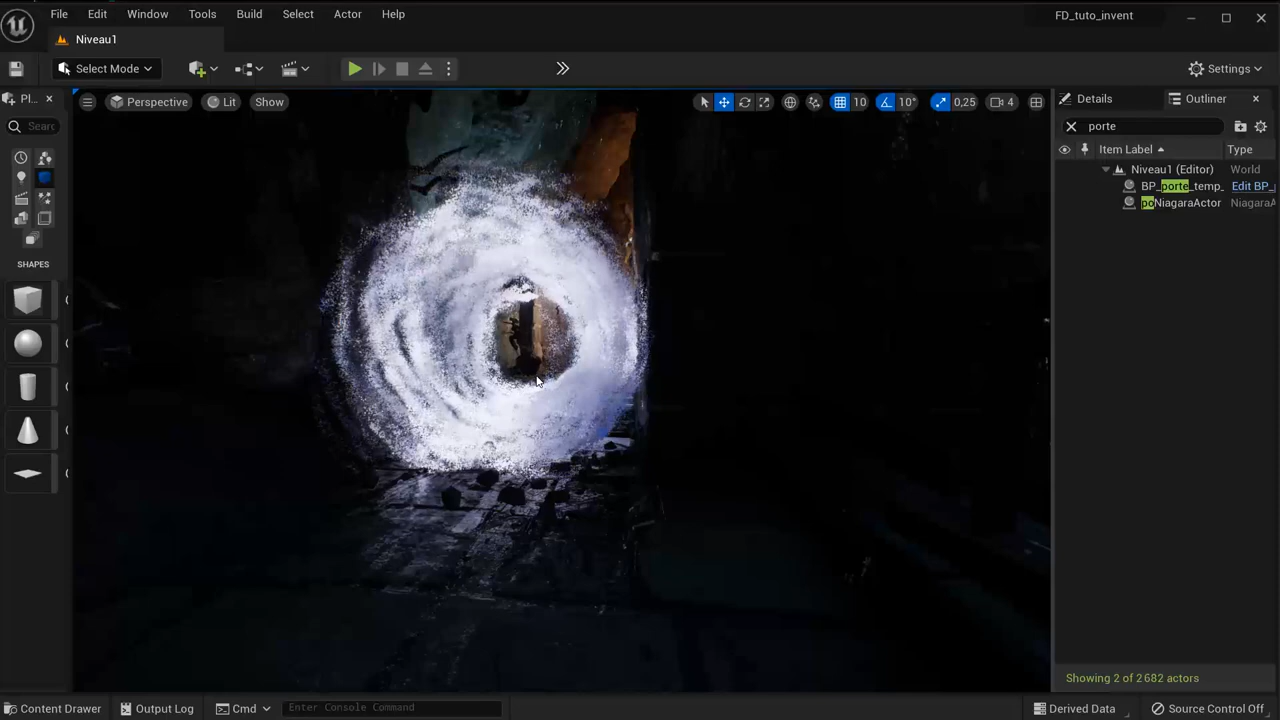 File Edit Window Tools Build Select Actor Help
FD_tuto_invent
Niveau1
Select Mode
Settings
Pl...
Perspective
Lit
Show
10
10°
0,25
4
Details
Outliner
Sear
porte
Item Label
Type
Niveau1 (Editor)
World
BP_porte_temp_
Edit BP_
poNiagaraActor
NiagaraA
SHAPES
Showing 2 of 2 682 actors
Content Drawer
Output Log
Cmd
Enter Console Command
Derived Data
Source Control Off